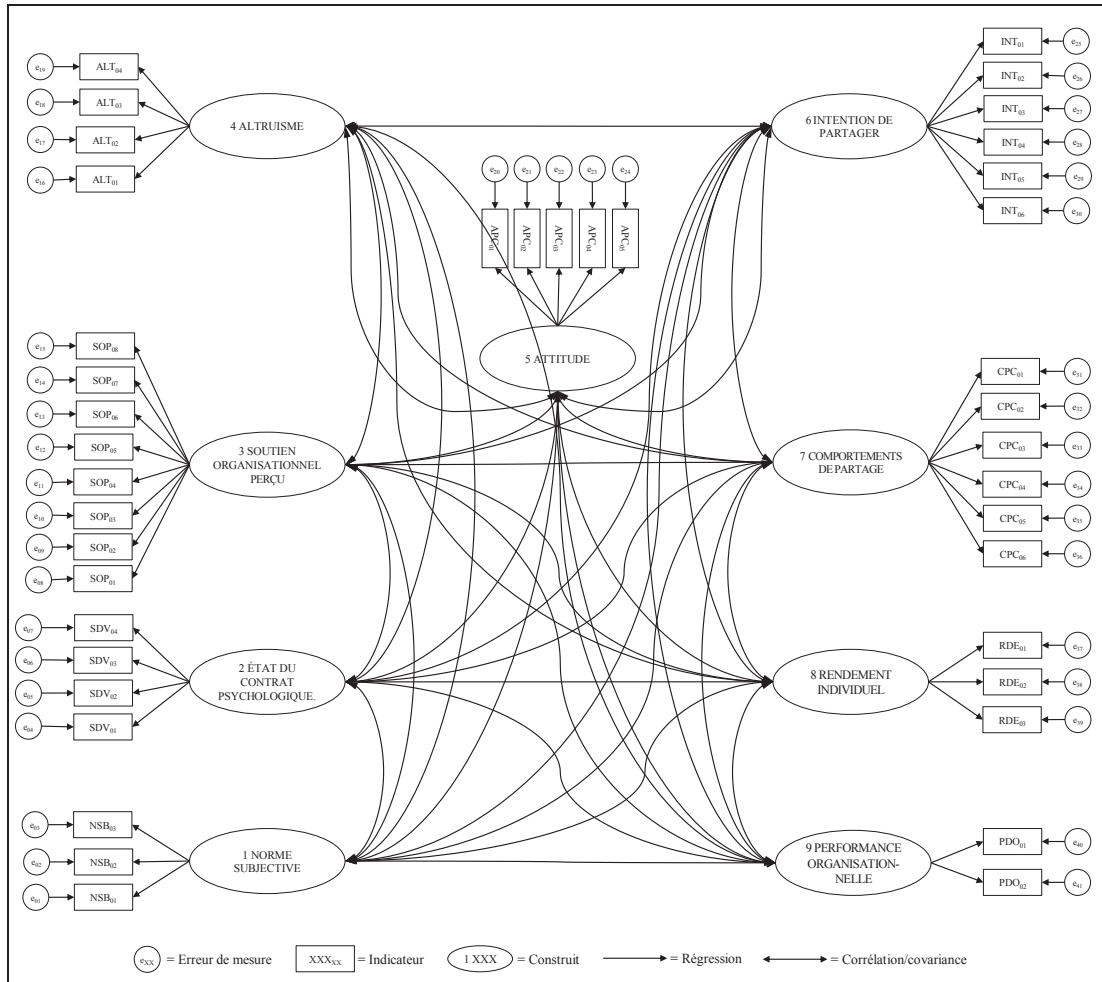 e19 ALT04
e18 ALT03
e17 ALT02
e16 ALT01
4 ALTRUISME
e20 e21 e22 e23 e24
APC01 APC02 APC03 APC04 APC05
5 ATTITUDE
6 INTENTION DE
PARTAGER
INT01 e25
INT02 e26
INT03 e27
INT04 e28
INT05 e29
INT06 e30
e15 SOP08
e14 SOP07
e13 SOP06
e12 SOP05
e11 SOP04
e10 SOP03
e09 SOP02
e08 SOP01
3 SOUTIEN
ORGANISATIONNEL
PERÇU
7 COMPORTEMENTS
DE PARTAGE
CPC01 e31
CPC02 e32
CPC03 e33
CPC04 e34
CPC05 e35
CPC06 e36
e07 SDV04
e06 SDV03
e05 SDV02
e04 SDV01
2 ÉTAT DU
CONTRAT
PSYCHOLOGIQUE.
8 RENDEMENT
INDIVIDUEL
RDE01 e37
RDE02 e38
RDE03 e39
e03 NSB03
e02 NSB02
e01 NSB01
1 NORME
SUBJECTIVE
9 PERFORMANCE
ORGANISATION-
NELLE
PDO01 e40
PDO02 e41
eXX = Erreur de mesure XXXXX = Indicateur 1 XXX = Construit = Régression = Corrélation/covariance